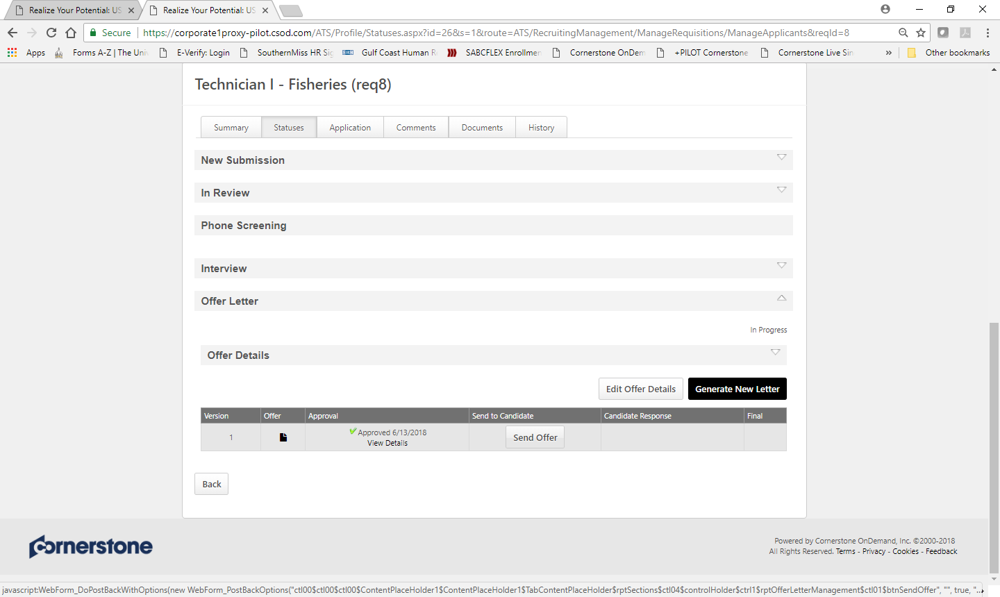 Realize Your Potential: US
Realize Your Potential: US
Secure
https://corporate1proxy-pilot.csod.com/ATS/Profile/Statuses.aspx?id=26&s=1&route=ATS/RecruitingManagement/ManageRequisitions/ManageApplicants&reqId=8
Apps
Forms A-Z | The Uni
E-Verify: Login
SouthernMiss HR Sig
Gulf Coast Human R
SABCFLEX Enrollmen
Cornerstone OnDem
+PILOT Cornerstone
Cornerstone Live Sin
»
Other bookmarks
Technician I - Fisheries (req8)
Summary
Statuses
Application
Comments
Documents
History
New Submission
In Review
Phone Screening
Interview
Offer Letter
In Progress
Offer Details
Edit Offer Details
Generate New Letter
Version Offer Approval Send to Candidate Candidate Response Final
1
Approved 6/13/2018
View Details
Send Offer
Back
Cornerstone
Powered by Cornerstone OnDemand, Inc. ©2000-2018
All Rights Reserved. Terms - Privacy - Cookies - Feedback
javascript:WebForm_DoPostBackWithOptions(new WebForm_PostBackOptions("ctl00$ctl00$ctl00$ContentPlaceHolder1$ContentPlaceHolder1$TabContentPlaceHolder$rptSections$ctl04$controlHolder$ctrl1$rptOfferLetterManagement$ctl01$btnSendOffer", "", true, "...